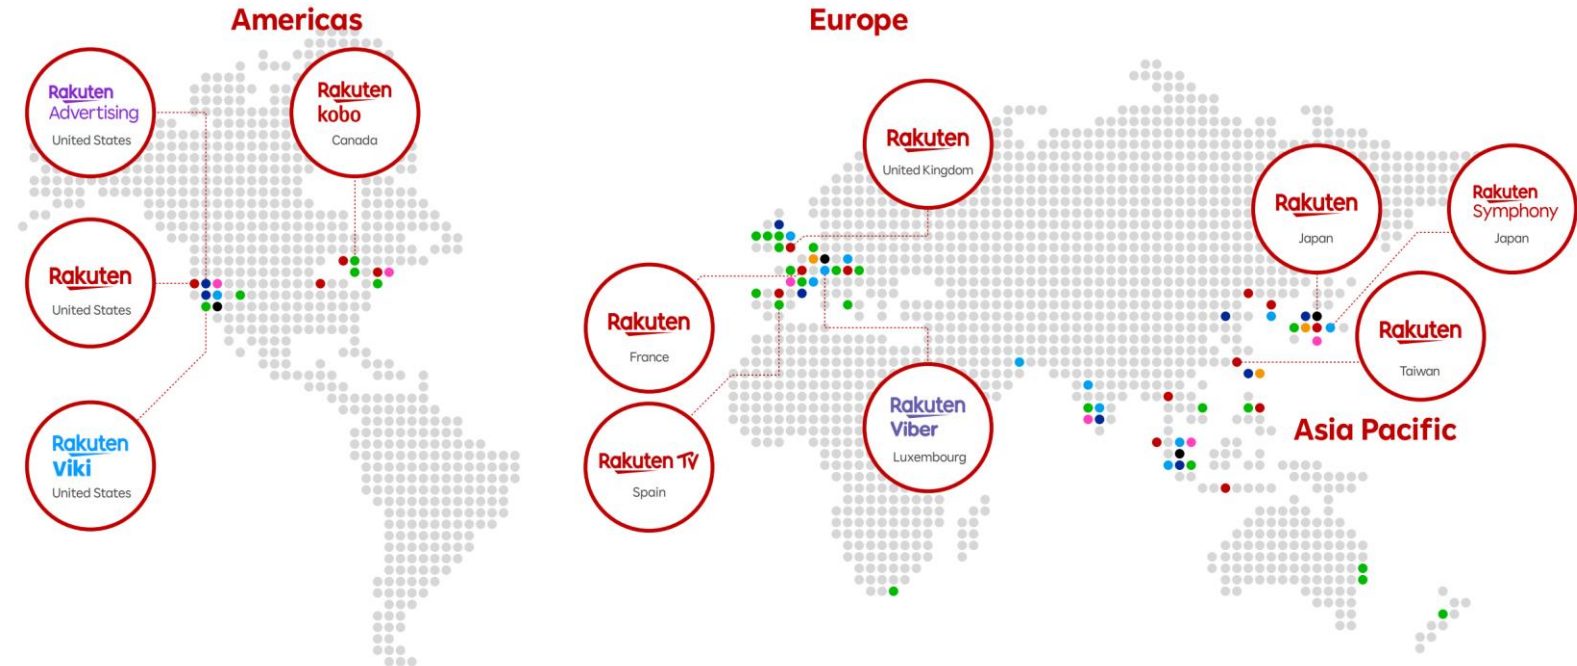 Americas
Europe
Rakuten
Advertising
United States
Rakuten
kobo
Canada
Rakuten
United States
Rakuten
Viki
United States
Rakuten
United Kingdom
Rakuten
France
Rakuten TV
Spain
Rakuten
Viber
Luxembourg
Rakuten
Japan
Rakuten
Symphony
Japan
Rakuten
Taiwan
Asia Pacific